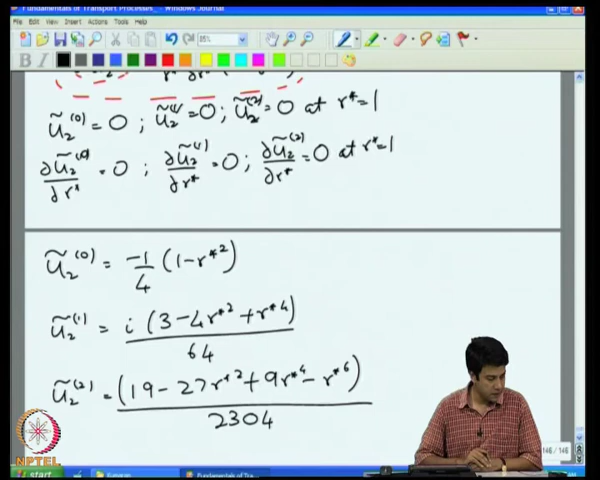 Fundamentals of Transport Processes - Windows Journal
File Edit View Insert Actions Tools Help
ũ₂⁽⁰⁾ = 0 ; ũ₂⁽¹⁾ = 0 ; ũ₂⁽²⁾ = 0 at r* = 1
∂ũ₂⁽⁰⁾/∂r* = 0 ; ∂ũ₂⁽¹⁾/∂r* = 0 ; ∂ũ₂⁽²⁾/∂r* = 0 at r* = 1
ũ₂⁽⁰⁾ = -1/4 (1 - r*²)
ũ₂⁽¹⁾ = i (3 - 4r*² + r*⁴)/64
ũ₂⁽²⁾ = (19 - 27r*² + 9r*⁴ - r*⁶)/2304
146 / 146
NPTEL
start
Fundamentals of Tra...